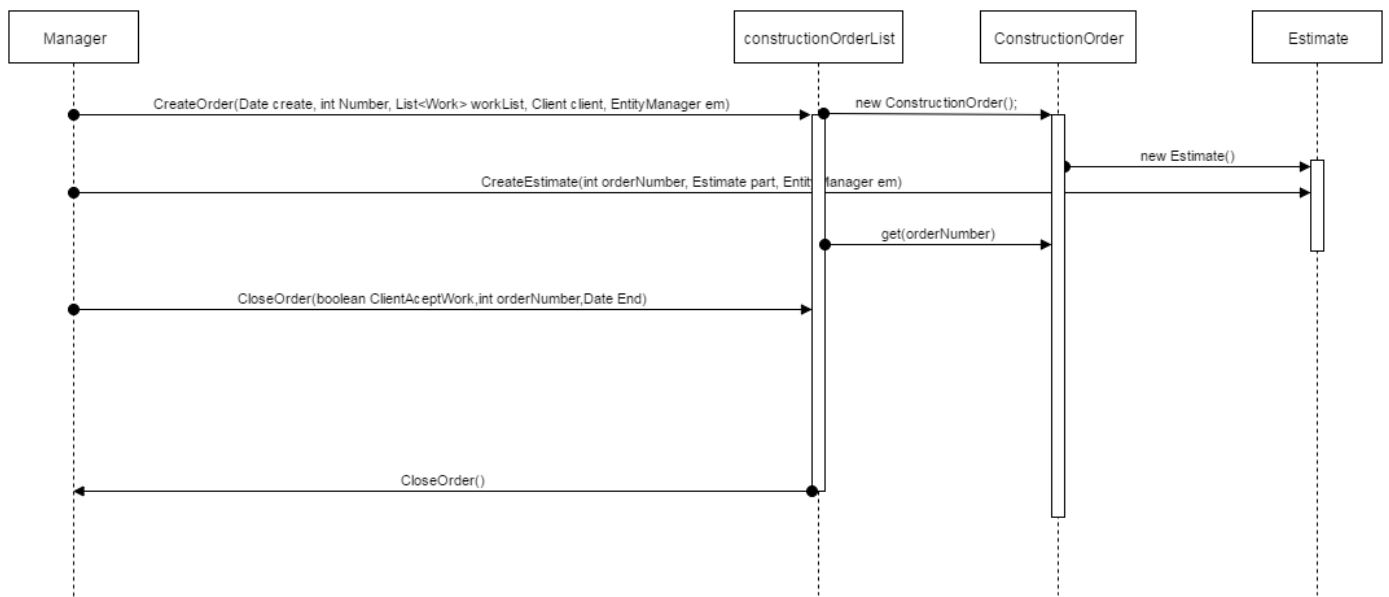 Manager
constructionOrderList
ConstructionOrder
Estimate
CreateOrder(Date create, int Number, List<Work> workList, Client client, EntityManager em)
new ConstructionOrder();
new Estimate()
CreateEstimate(int orderNumber, Estimate part, EntityManager em)
get(orderNumber)
CloseOrder(boolean ClientAceptWork,int orderNumber,Date End)
CloseOrder()